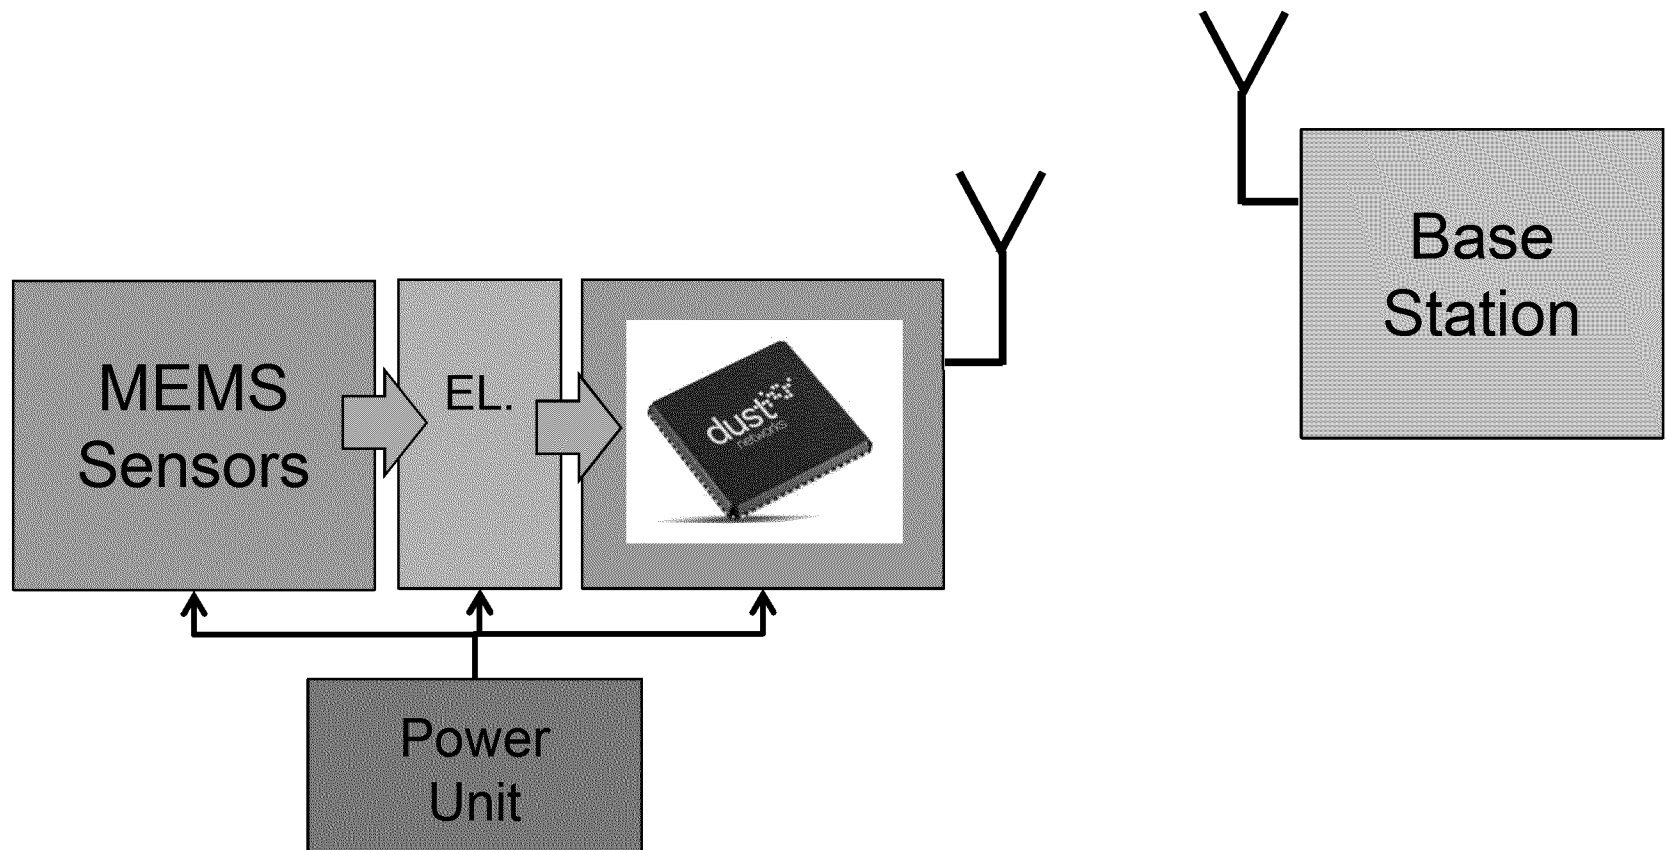 MEMS
Sensors
EL.
dust
networks
Base
Station
Power
Unit